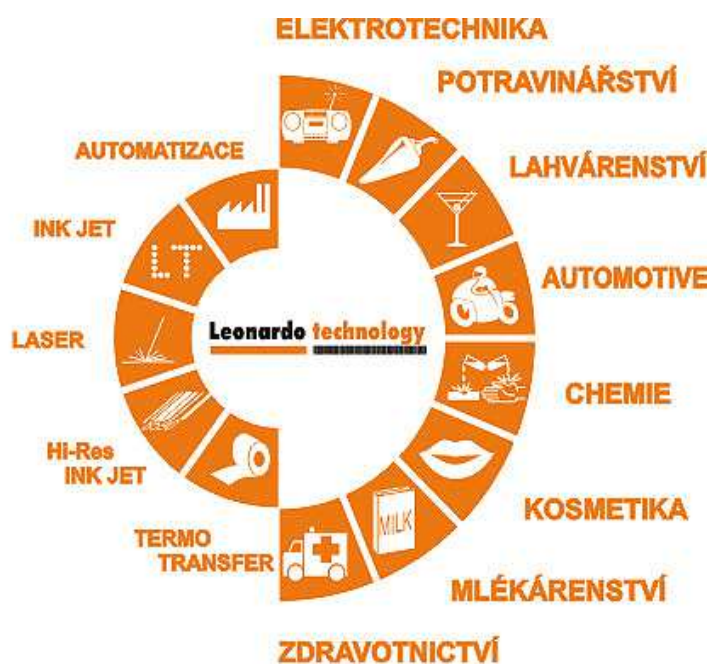 ELEKTROTECHNIKA
POTRAVINÁŘSTVÍ
LAHVÁRENSTVÍ
AUTOMOTIVE
CHEMIE
KOSMETIKA
MLÉKÁRENSTVÍ
ZDRAVOTNICTVÍ
AUTOMATIZACE
INK JET
LASER
Hi-Res
INK JET
TERMO
TRANSFER
LT
MILK
Leonardo technology